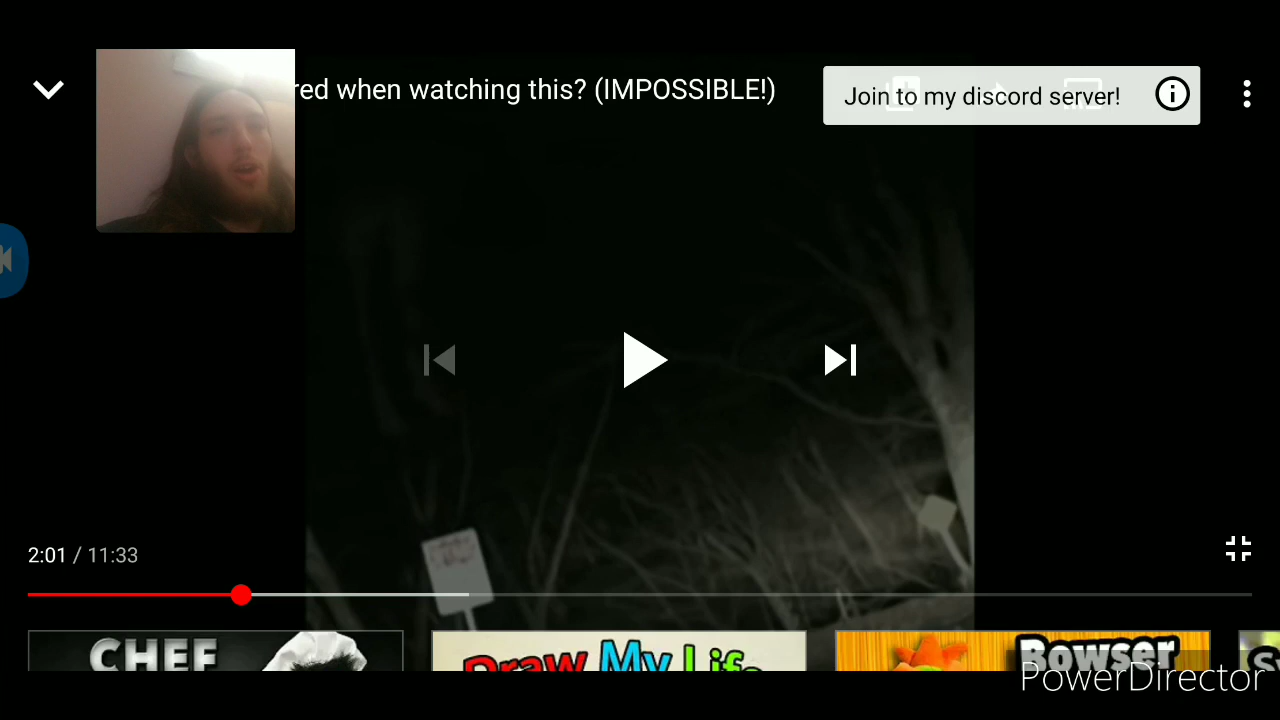 red when watching this? (IMPOSSIBLE!)
Join to my discord server!
2:01 / 11:33
CHEF
Draw My Life
Bowser
PowerDirector